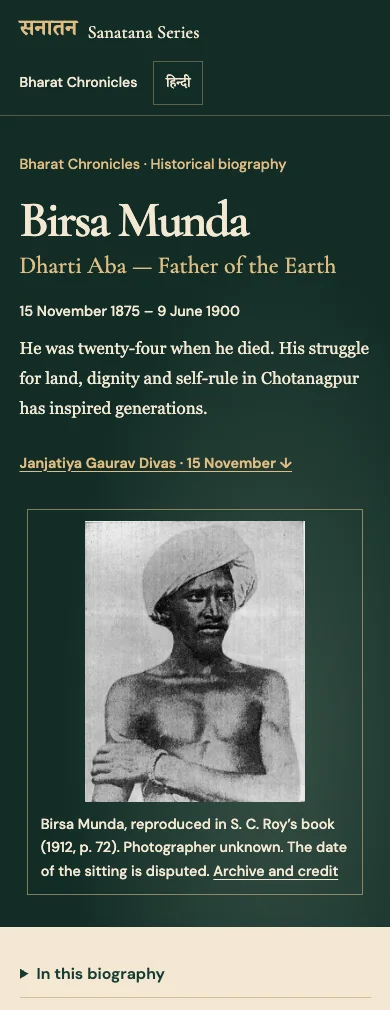 सनातन Sanatana Series
Bharat Chronicles हिन्दी
Bharat Chronicles · Historical biography
Birsa Munda
Dharti Aba — Father of the Earth
15 November 1875 – 9 June 1900
He was twenty-four when he died. His struggle
for land, dignity and self-rule in Chotanagpur
has inspired generations.
Janjatiya Gaurav Divas · 15 November ↓
Birsa Munda, reproduced in S. C. Roy’s book
(1912, p. 72). Photographer unknown. The date
of the sitting is disputed. Archive and credit
▶ In this biography